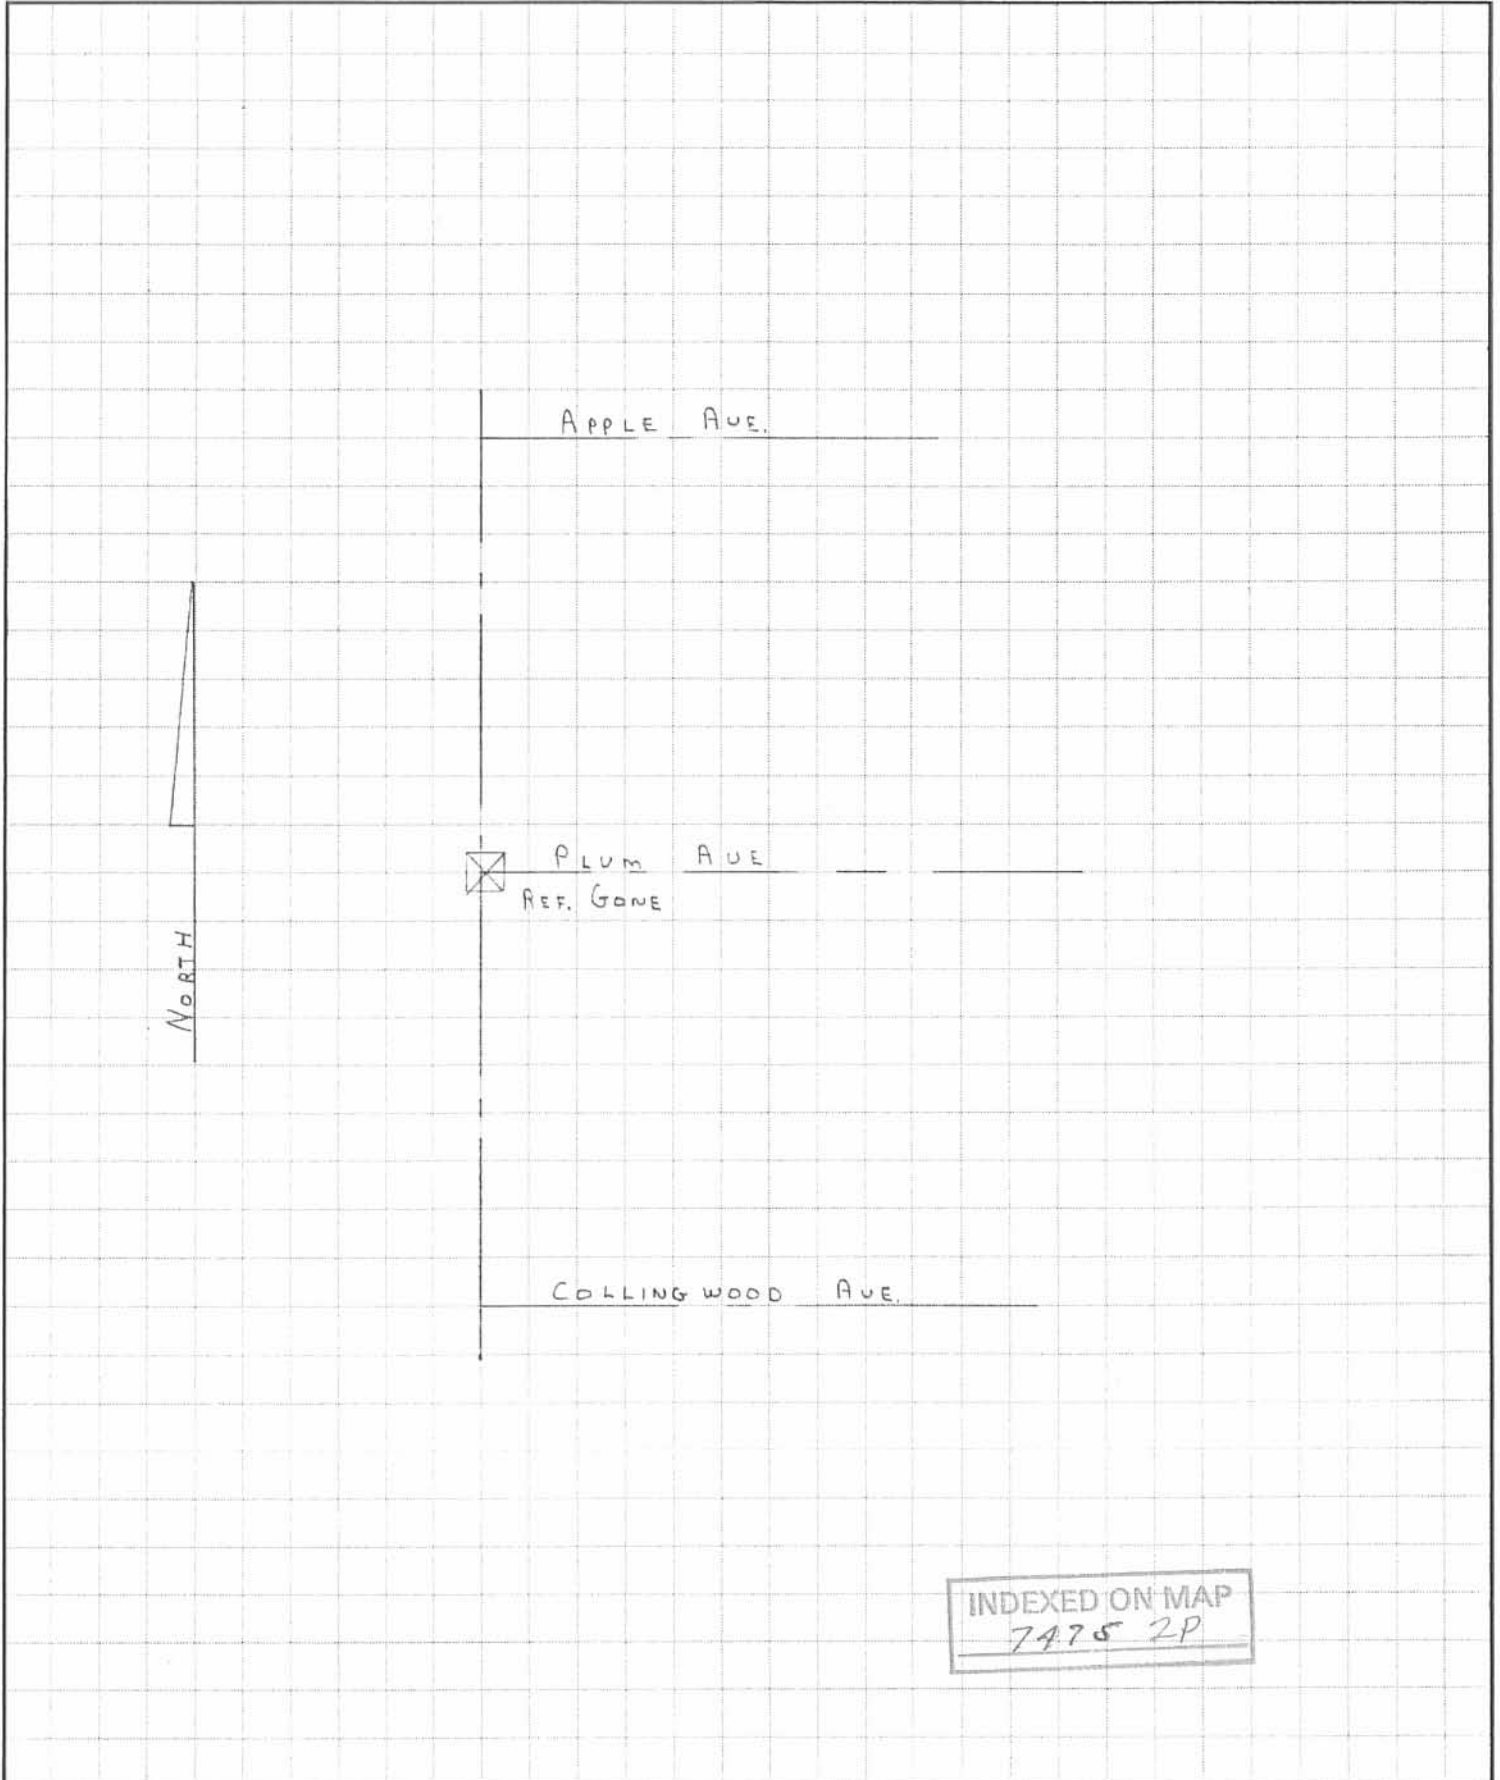 APPLE AVE.
PLUM AVE
REF. GONE
NORTH
COLLINGWOOD AVE.
INDEXED ON MAP
7475 2P